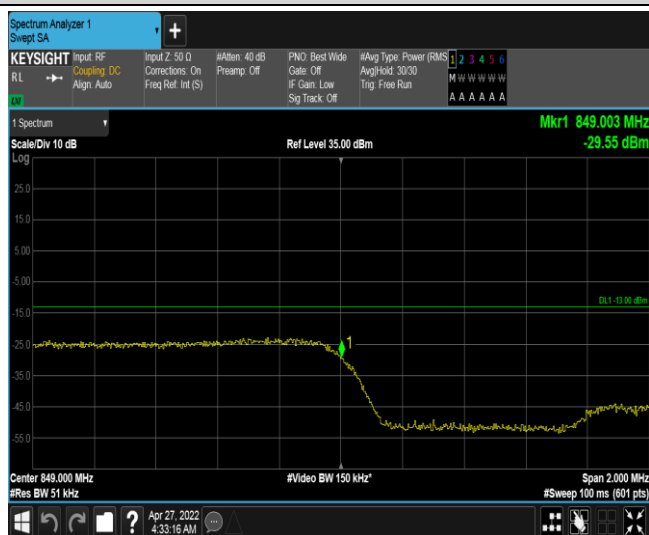 Spectrum Analyzer 1
Swept SA
+
KEYSIGHT
RL
Input: RF
Coupling: DC
Align: Auto
Input Z: 50 Ω
Corrections: On
Freq Ref: Int (S)
#Atten: 40 dB
Preamp: Off
PNO: Best Wide
Gate: Off
IF Gain: Low
Sig Track: Off
#Avg Type: Power (RMS
Avg|Hold: 30/30
Trig: Free Run
1 2 3 4 5 6
M W W W W W
A A A A A A
1 Spectrum
Scale/Div 10 dB
Ref Level 35.00 dBm
Mkr1 849.003 MHz
-29.55 dBm
Log
25.0
15.0
5.00
-5.00
DL1 -13.00 dBm
-15.0
1
-25.0
-35.0
-45.0
-55.0
Center 849.000 MHz
#Video BW 150 kHz*
Span 2.000 MHz
#Res BW 51 kHz
#Sweep 100 ms (601 pts)
?
Apr 27, 2022
4:33:16 AM